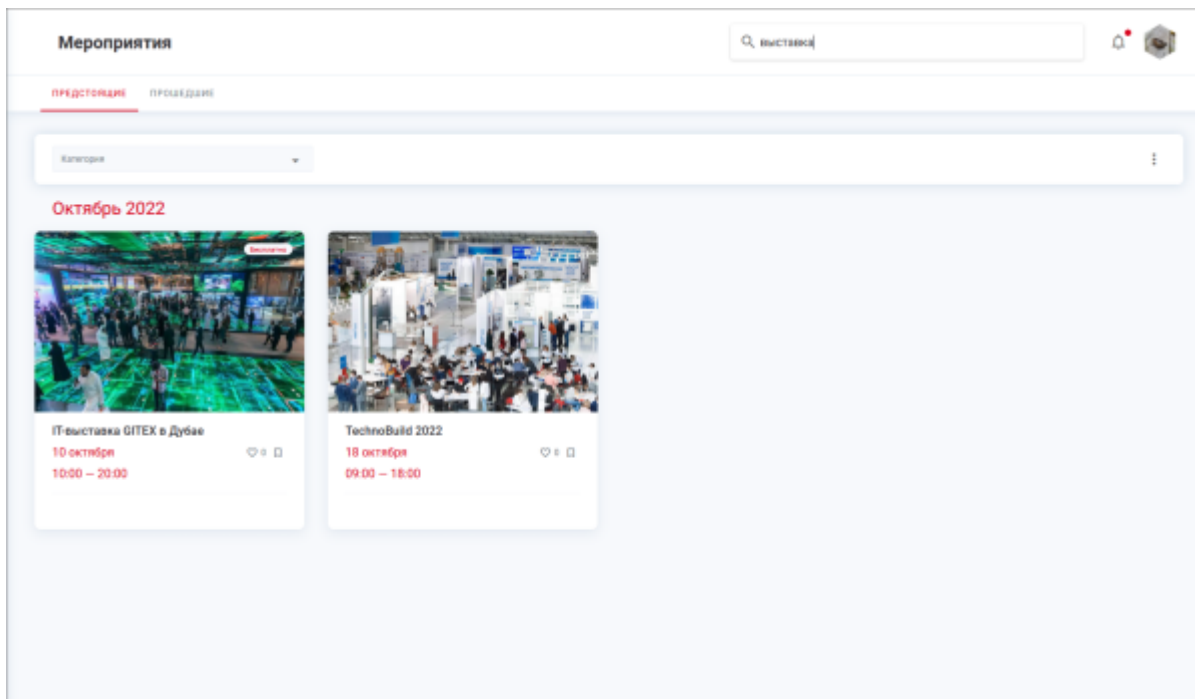 Мероприятия
выставка
ПРЕДСТОЯЩИЕ ПРОШЕДШИЕ
Категория
Октябрь 2022
Бесплатно
IT-выставка GITEX в Дубае
10 октября
0
10:00 — 20:00
TechnoBuild 2022
18 октября
0
09:00 — 18:00